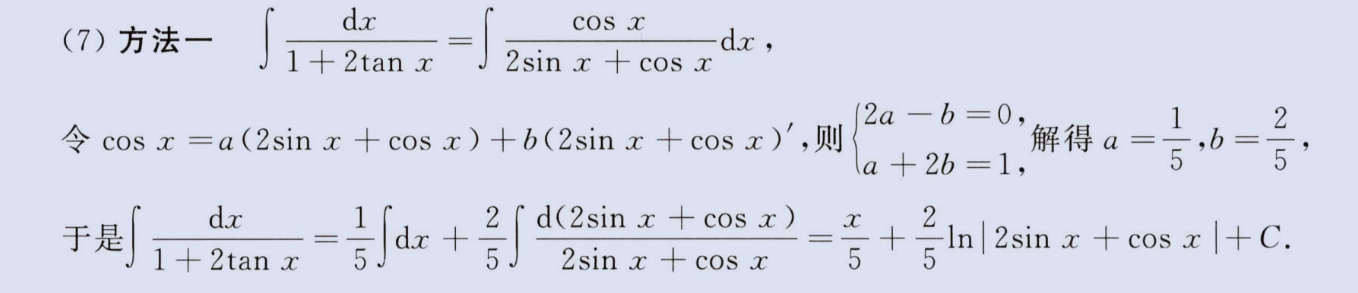 (7) 方法一 ∫ dx/(1+2tan x) = ∫ cos x/(2sin x+cos x) dx,
令 cos x=a(2sin x+cos x)+b(2sin x+cos x)′,则 {2a−b=0, a+2b=1, 解得 a=1/5,b=2/5,
于是∫ dx/(1+2tan x) = 1/5∫dx + 2/5∫ d(2sin x+cos x)/(2sin x+cos x) = x/5 + 2/5 ln|2sin x+cos x|+C.